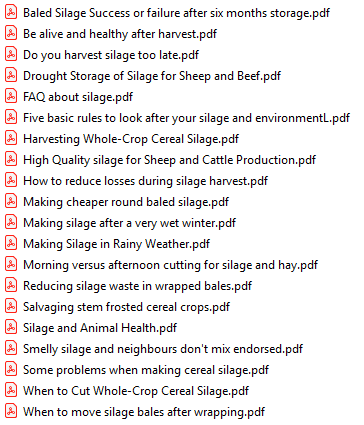 Baled Silage Success or failure after six months storage.pdf
Be alive and healthy after harvest.pdf
Do you harvest silage too late.pdf
Drought Storage of Silage for Sheep and Beef.pdf
FAQ about silage.pdf
Five basic rules to look after your silage and environmentL.pdf
Harvesting Whole-Crop Cereal Silage.pdf
High Quality silage for Sheep and Cattle Production.pdf
How to reduce losses during silage harvest.pdf
Making cheaper round baled silage.pdf
Making silage after a very wet winter.pdf
Making Silage in Rainy Weather.pdf
Morning versus afternoon cutting for silage and hay.pdf
Reducing silage waste in wrapped bales.pdf
Salvaging stem frosted cereal crops.pdf
Silage and Animal Health.pdf
Smelly silage and neighbours don't mix endorsed.pdf
Some problems when making cereal silage.pdf
When to Cut Whole-Crop Cereal Silage.pdf
When to move silage bales after wrapping.pdf